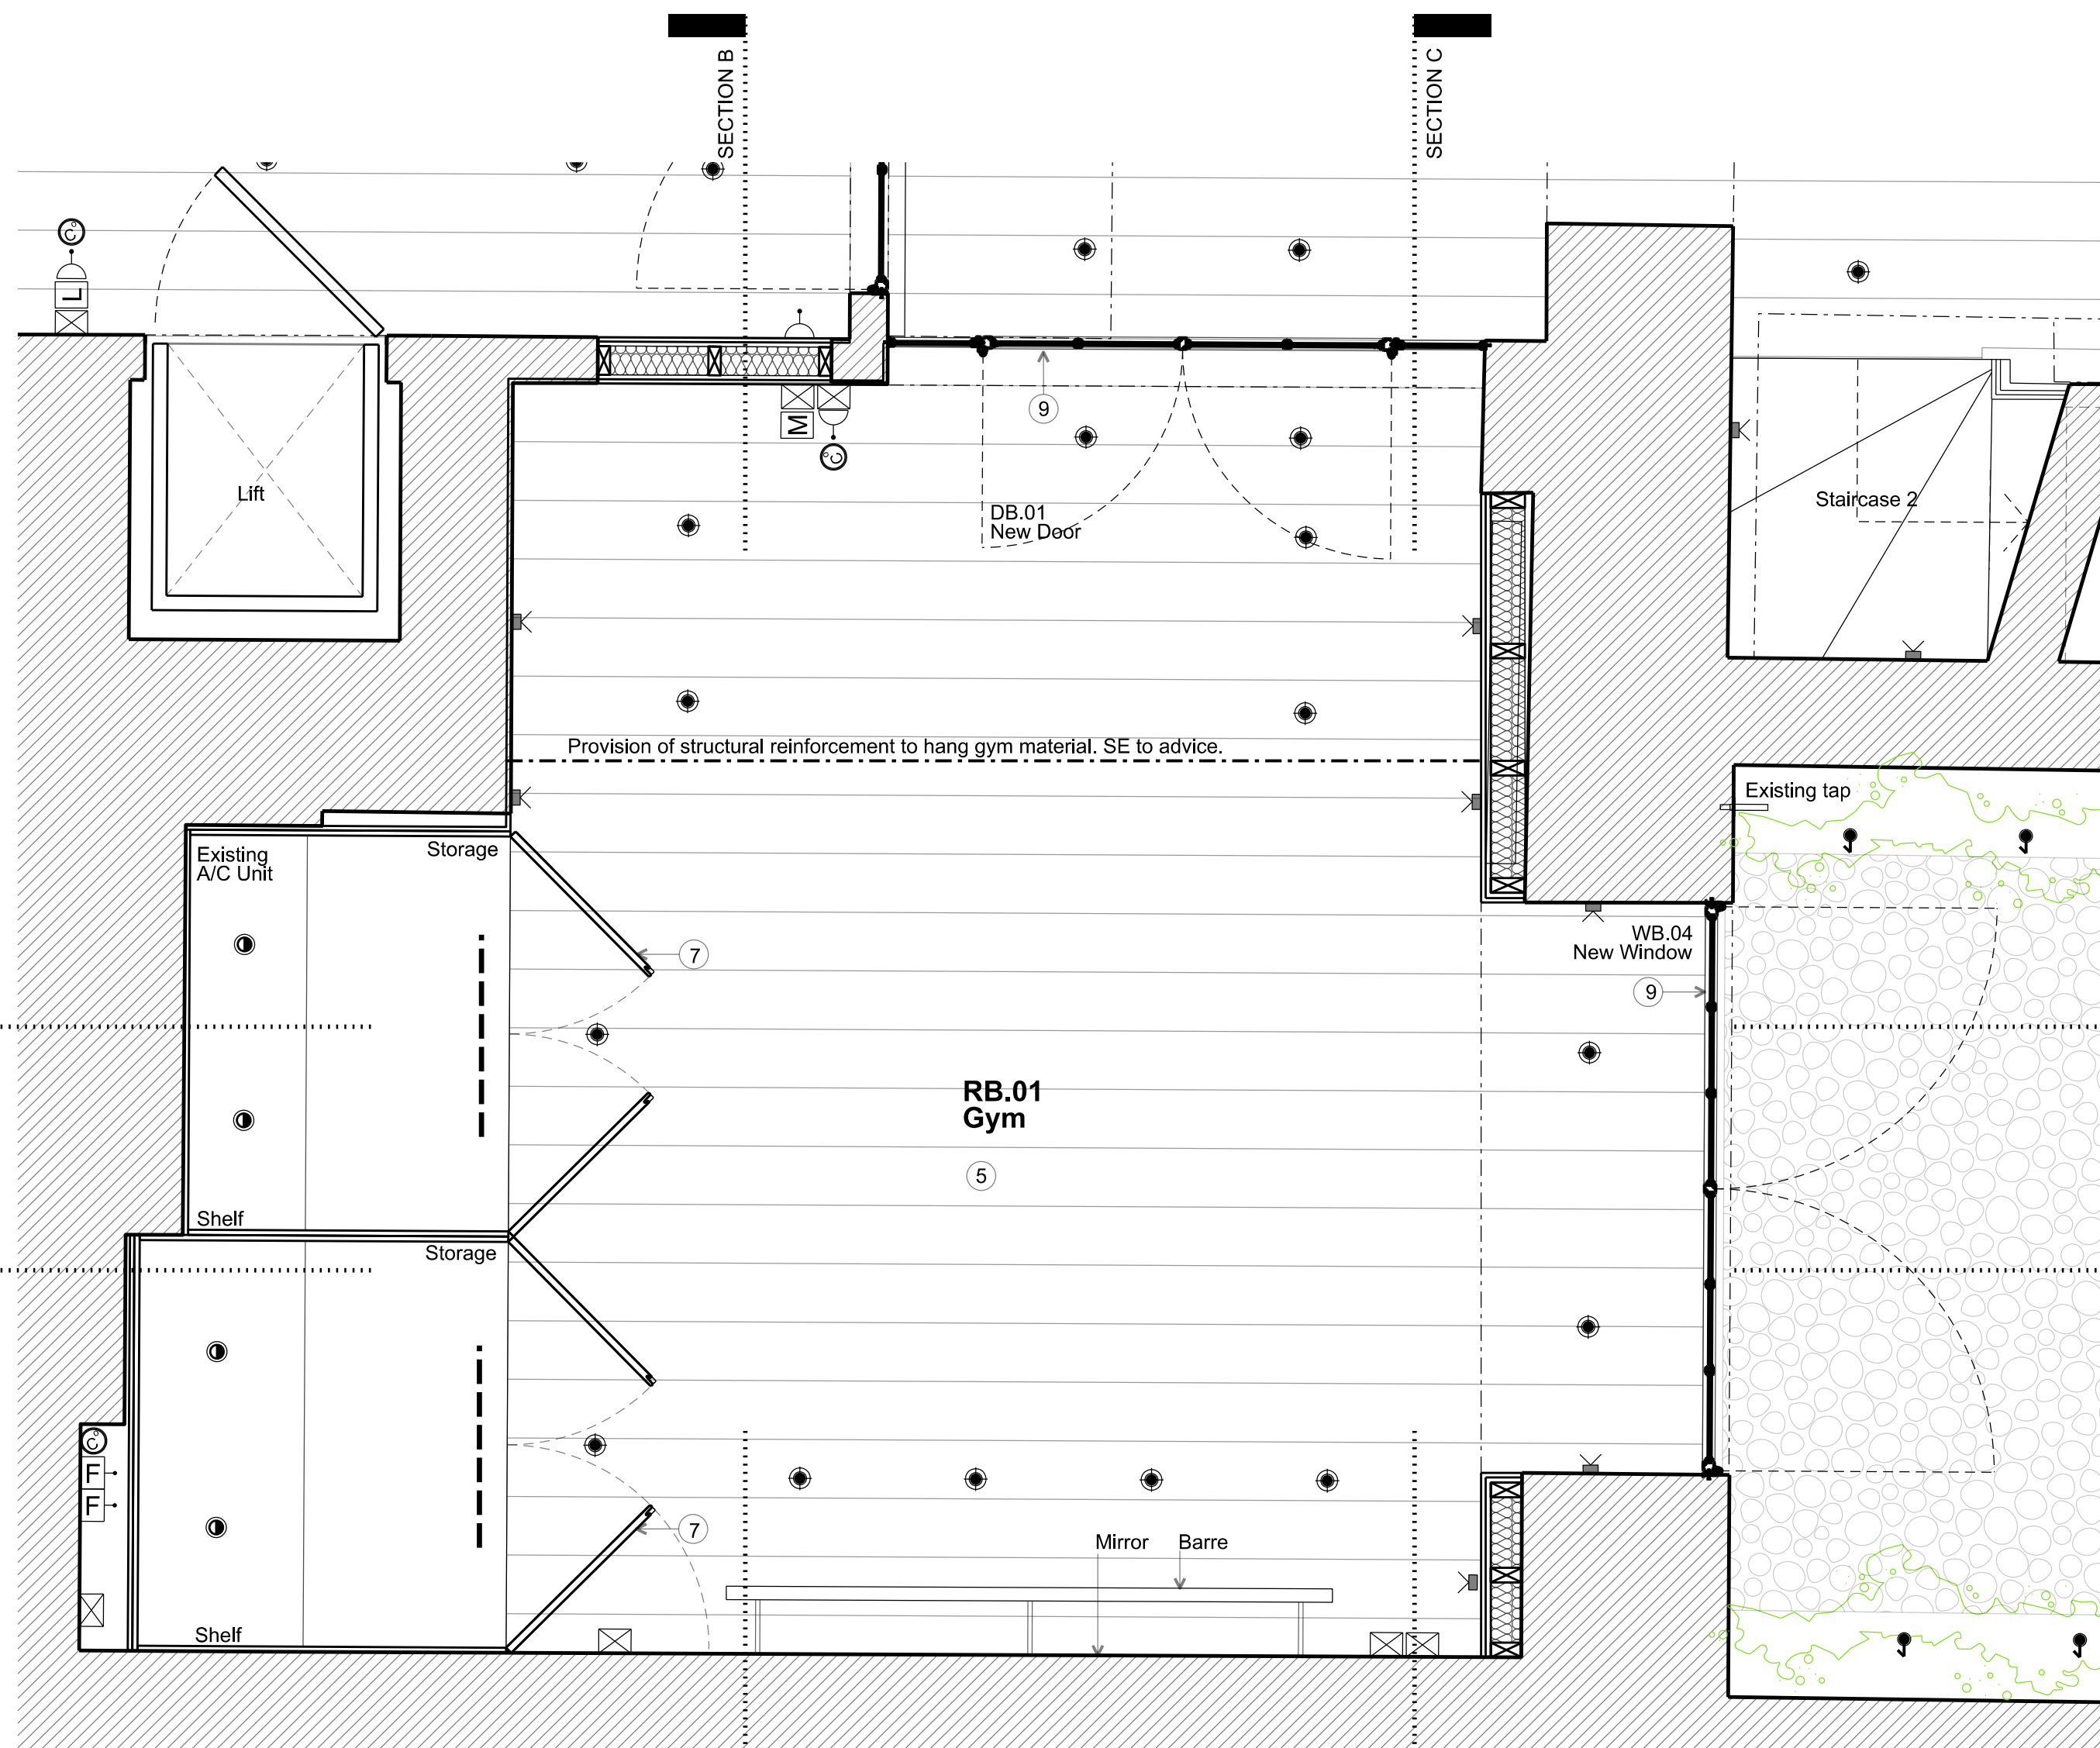 SECTION B
SECTION C
C°
L
Lift
9
M
C°
DB.01
New Door
Staircase 2
Provision of structural reinforcement to hang gym material. SE to advice.
Existing tap
Existing
A/C Unit
Storage
7
WB.04
New Window
9
RB.01
Gym
5
Shelf
Storage
C°
F
F
7
Mirror
Barre
Shelf